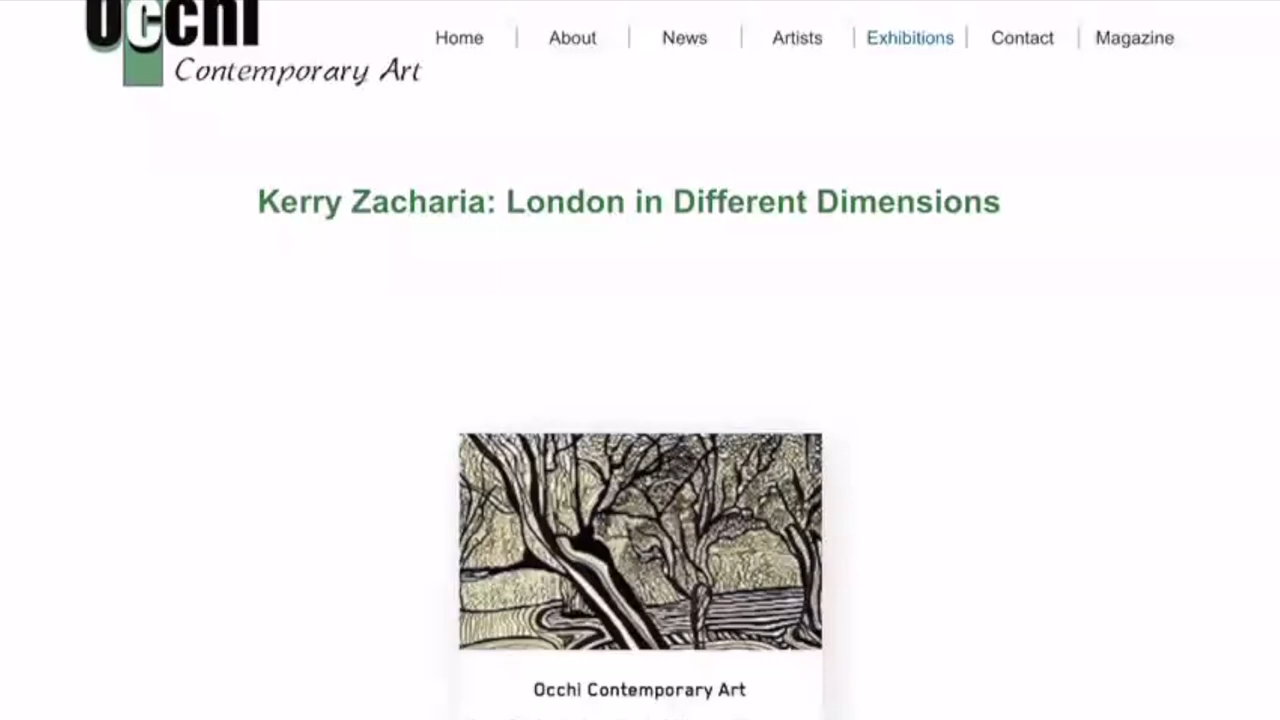 Occhi
Contemporary Art
Home
About
News
Artists
Exhibitions
Contact
Magazine
Kerry Zacharia: London in Different Dimensions
Occhi Contemporary Art